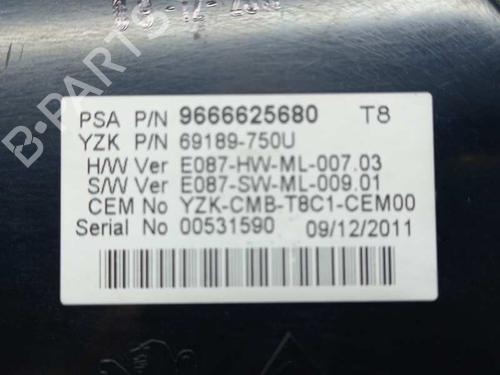 B-PARTS
PSA P/N 9666625680 T8
YZK P/N 69189-750U
H/W Ver E087-HW-ML-007.03
S/W Ver E087-SW-ML-009.01
CEM No YZK-CMB-T8C1-CEM00
Serial No 00531590 09/12/2011